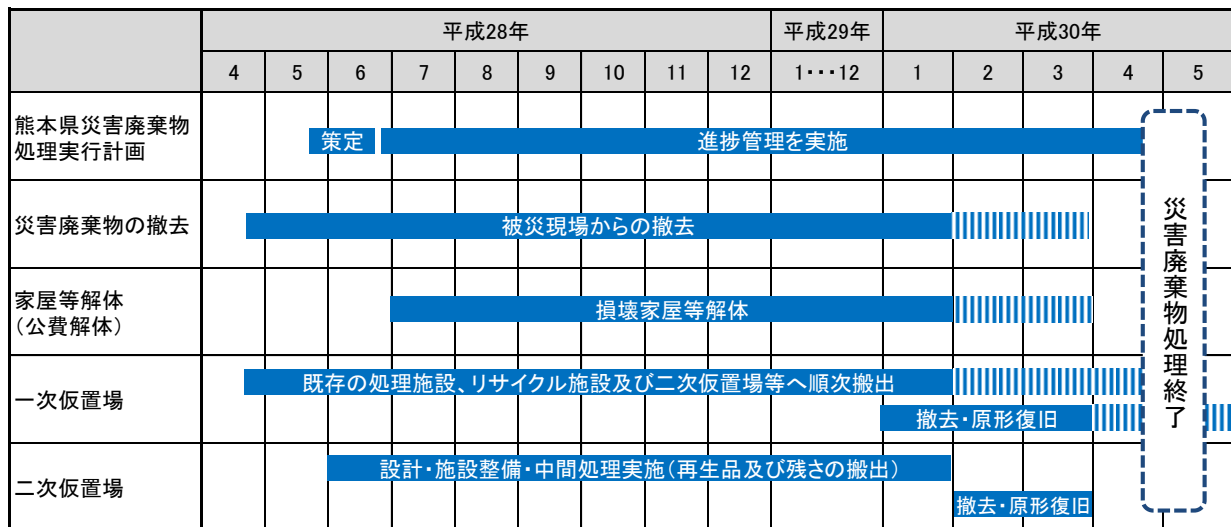 平成28年 平成29年 平成30年
4 5 6 7 8 9 10 11 12 1・・・12 1 2 3 4 5
熊本県災害廃棄物
処理実行計画
策定 進捗管理を実施
災害廃棄物の撤去
被災現場からの撤去
家屋等解体
（公費解体）
損壊家屋等解体
一次仮置場
既存の処理施設、リサイクル施設及び二次仮置場等へ順次搬出
撤去・原形復旧
二次仮置場
設計・施設整備・中間処理実施（再生品及び残さの搬出）
撤去・原形復旧
災害廃棄物処理終了